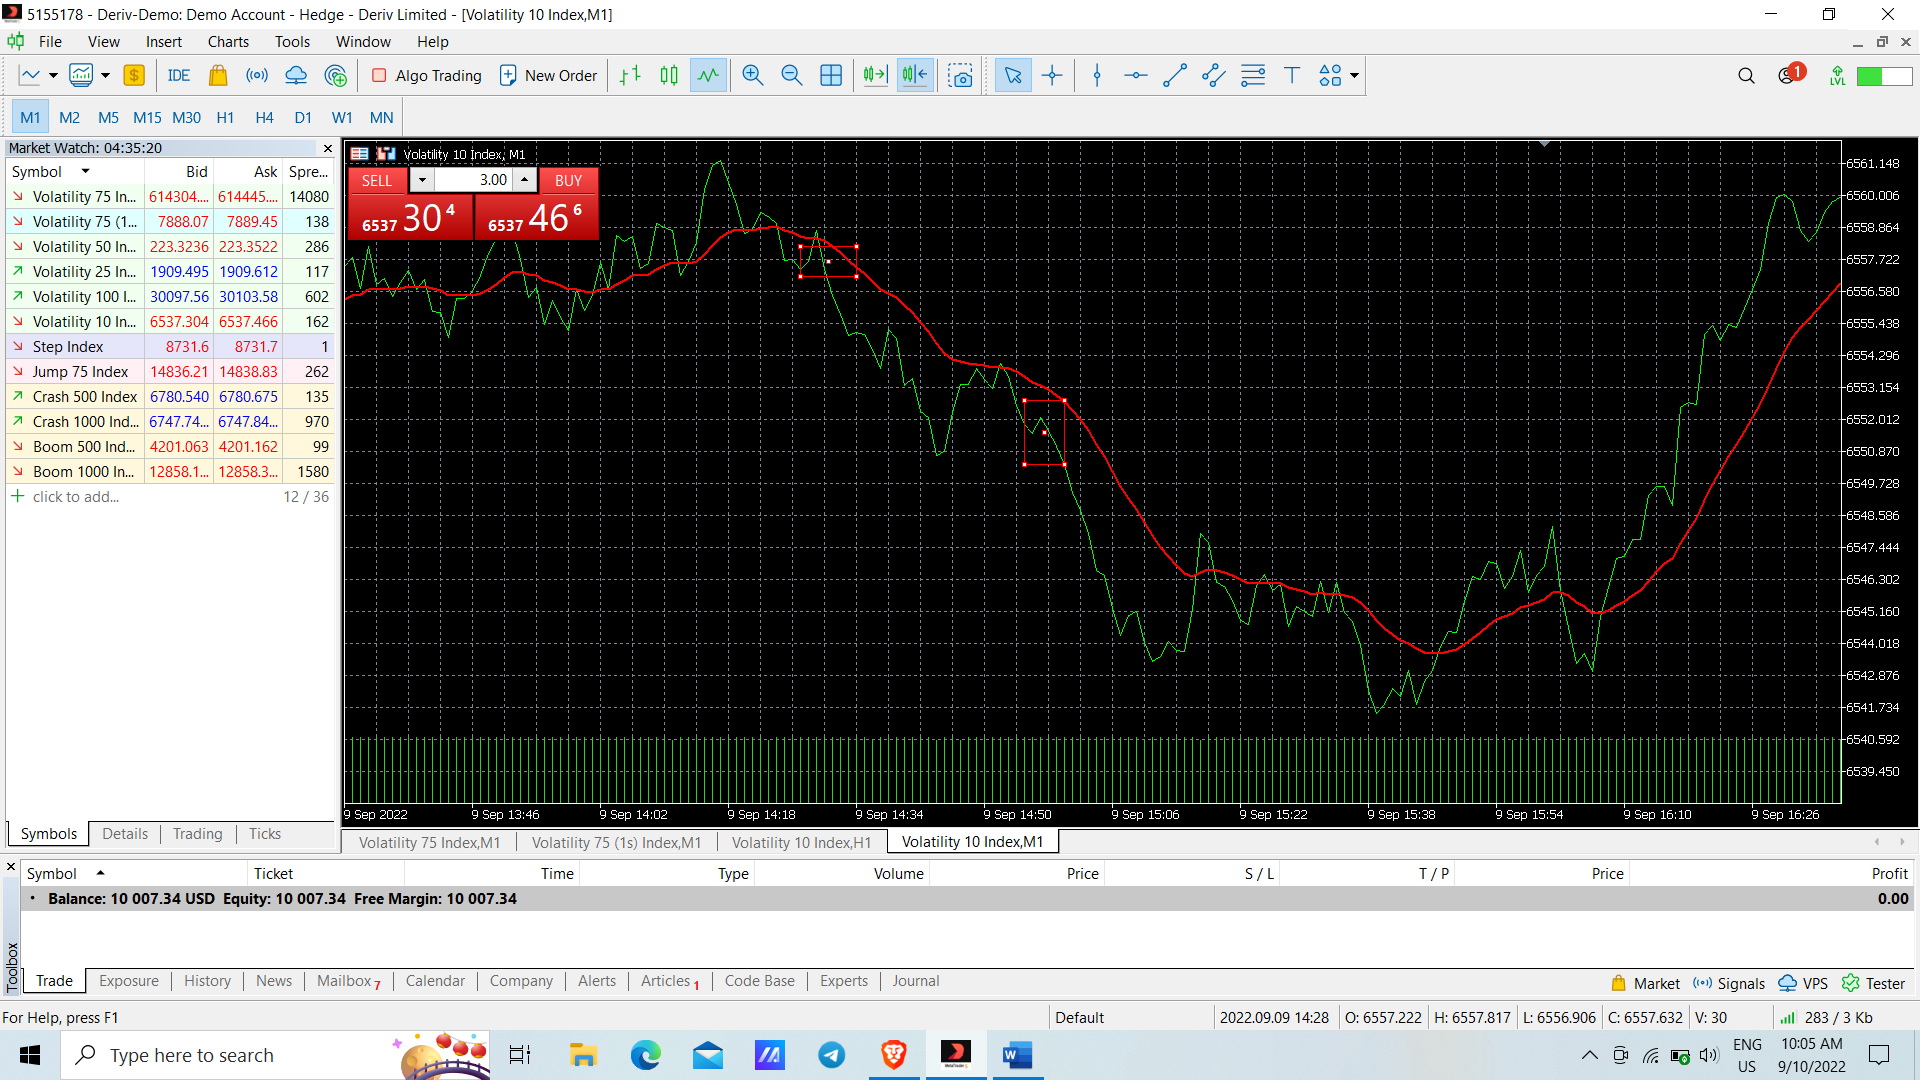 5155178 - Deriv-Demo: Demo Account - Hedge - Deriv Limited - [Volatility 10 Index,M1]
File View Insert Charts Tools Window Help
IDE Algo Trading New Order 1 LVL
M1 M2 M5 M15 M30 H1 H4 D1 W1 MN
Market Watch: 04:35:20
Symbol Bid Ask Spre...
Volatility 75 In... 614304.... 614445.... 14080
Volatility 75 (1... 7888.07 7889.45 138
Volatility 50 In... 223.3236 223.3522 286
Volatility 25 In... 1909.495 1909.612 117
Volatility 100 I... 30097.56 30103.58 602
Volatility 10 In... 6537.304 6537.466 162
Step Index 8731.6 8731.7 1
Jump 75 Index 14836.21 14838.83 262
Crash 500 Index 6780.540 6780.675 135
Crash 1000 Ind... 6747.74... 6747.84... 970
Boom 500 Ind... 4201.063 4201.162 99
Boom 1000 In... 12858.1... 12858.3... 1580
click to add... 12 / 36
Symbols Details Trading Ticks
Volatility 10 Index, M1
SELL 3.00 BUY
6537 30 4 6537 46 6
6561.148
6560.006
6558.864
6557.722
6556.580
6555.438
6554.296
6553.154
6552.012
6550.870
6549.728
6548.586
6547.444
6546.302
6545.160
6544.018
6542.876
6541.734
6540.592
6539.450
9 Sep 2022 9 Sep 13:46 9 Sep 14:02 9 Sep 14:18 9 Sep 14:34 9 Sep 14:50 9 Sep 15:06 9 Sep 15:22 9 Sep 15:38 9 Sep 15:54 9 Sep 16:10 9 Sep 16:26
Volatility 75 Index,M1 Volatility 75 (1s) Index,M1 Volatility 10 Index,H1 Volatility 10 Index,M1
Symbol Ticket Time Type Volume Price S / L T / P Price Profit
Balance: 10 007.34 USD Equity: 10 007.34 Free Margin: 10 007.34 0.00
Toolbox
Trade Exposure History News Mailbox 7 Calendar Company Alerts Articles 1 Code Base Experts Journal Market Signals VPS Tester
For Help, press F1 Default 2022.09.09 14:28 O: 6557.222 H: 6557.817 L: 6556.906 C: 6557.632 V: 30 283 / 3 Kb
Type here to search ENG US 10:05 AM 9/10/2022